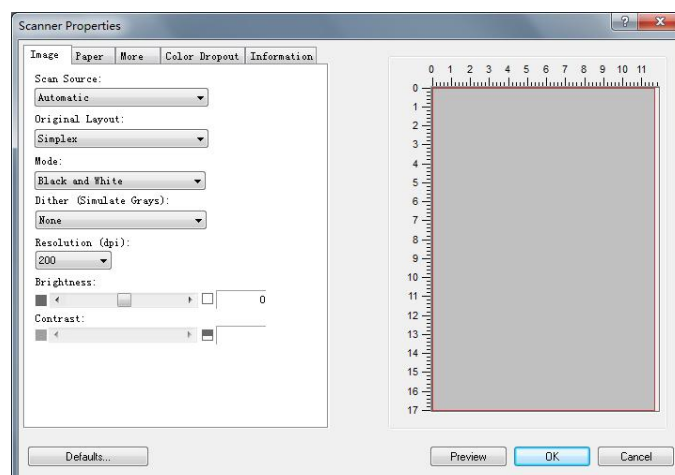 Scanner Properties
Image Paper More Color Dropout Information
Scan Source:
Automatic
Original Layout:
Simplex
Mode:
Black and White
Dither (Simulate Grays):
None
Resolution (dpi):
200
Brightness:
0
Contrast:
0 1 2 3 4 5 6 7 8 9 10 11
0
1
2
3
4
5
6
7
8
9
10
11
12
13
14
15
16
17
Defaults... Preview OK Cancel